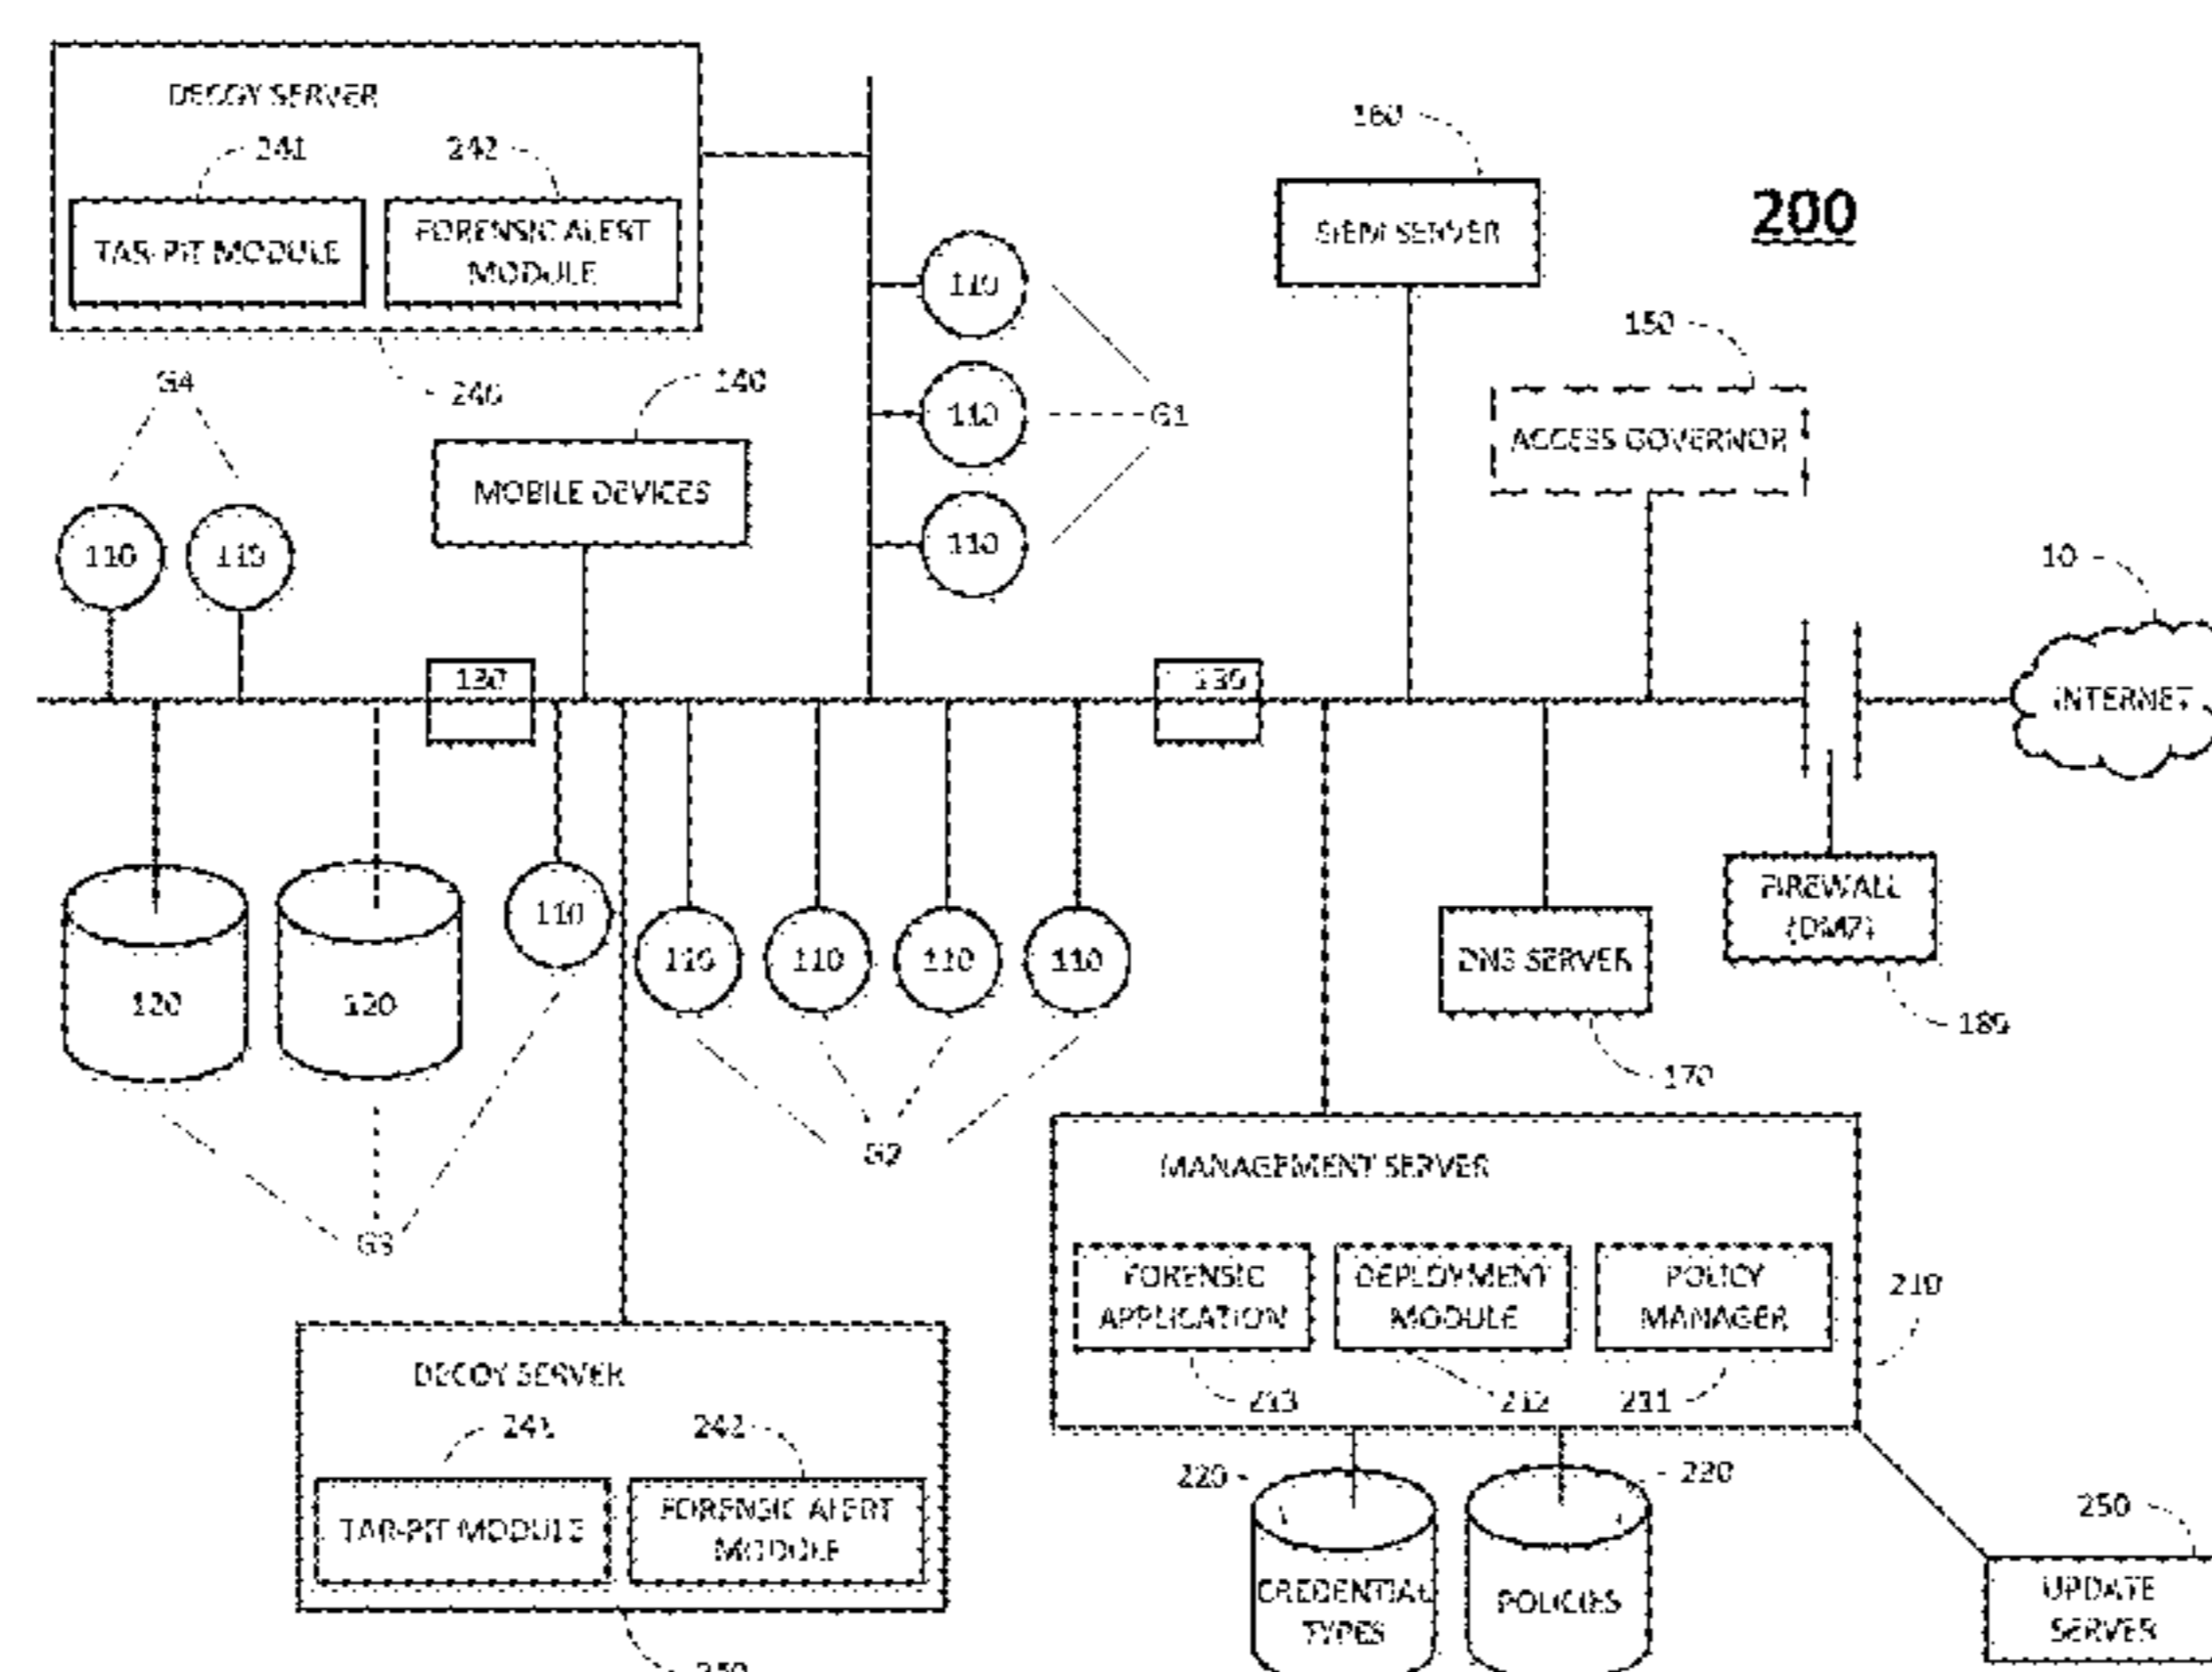 DECOY SERVER
241
242
TAR-PIT MODULE
FORENSIC ALERT
MODULE
240
G4
140
MOBILE DEVICES
110
110
110
110
110
G1
160
SIEM SERVER
200
150
ACCESS GOVERNOR
10
INTERNET
130
130
120
120
110
110
110
110
110
G2
G3
DNS SERVER
170
FIREWALL
180
MANAGEMENT SERVER
FORENSIC
APPLICATION
DEPLOYMENT
MODULE
POLICY
MANAGER
210
213
212
211
DECOY SERVER
241
242
TAR-PIT MODULE
FORENSIC ALERT
MODULE
220
CREDENTIAL
TYPES
POLICIES
250
UPDATE
SERVER